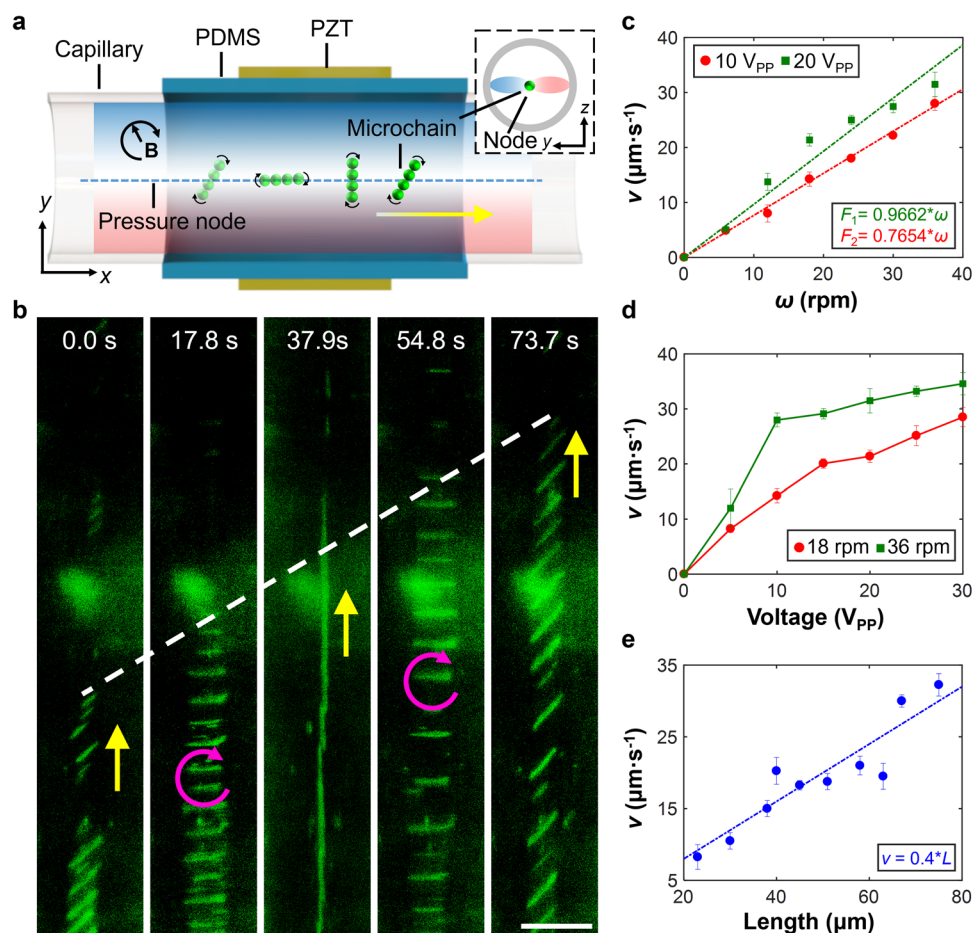 a
Capillary
PDMS
PZT
B
Microchain
Node
z
y
Pressure node
y
x
b
0.0 s
17.8 s
37.9s
54.8 s
73.7 s
c
40
30
20
10
0
v (µm·s⁻¹)
10 VPP 20 VPP
F1= 0.9662*ω
F2= 0.7654*ω
0 10 20 30 40
ω (rpm)
d
40
30
20
10
0
v (µm·s⁻¹)
18 rpm 36 rpm
0 10 20 30
Voltage (VPP)
e
35
25
15
5
v (µm·s⁻¹)
v = 0.4*L
20 40 60 80
Length (µm)